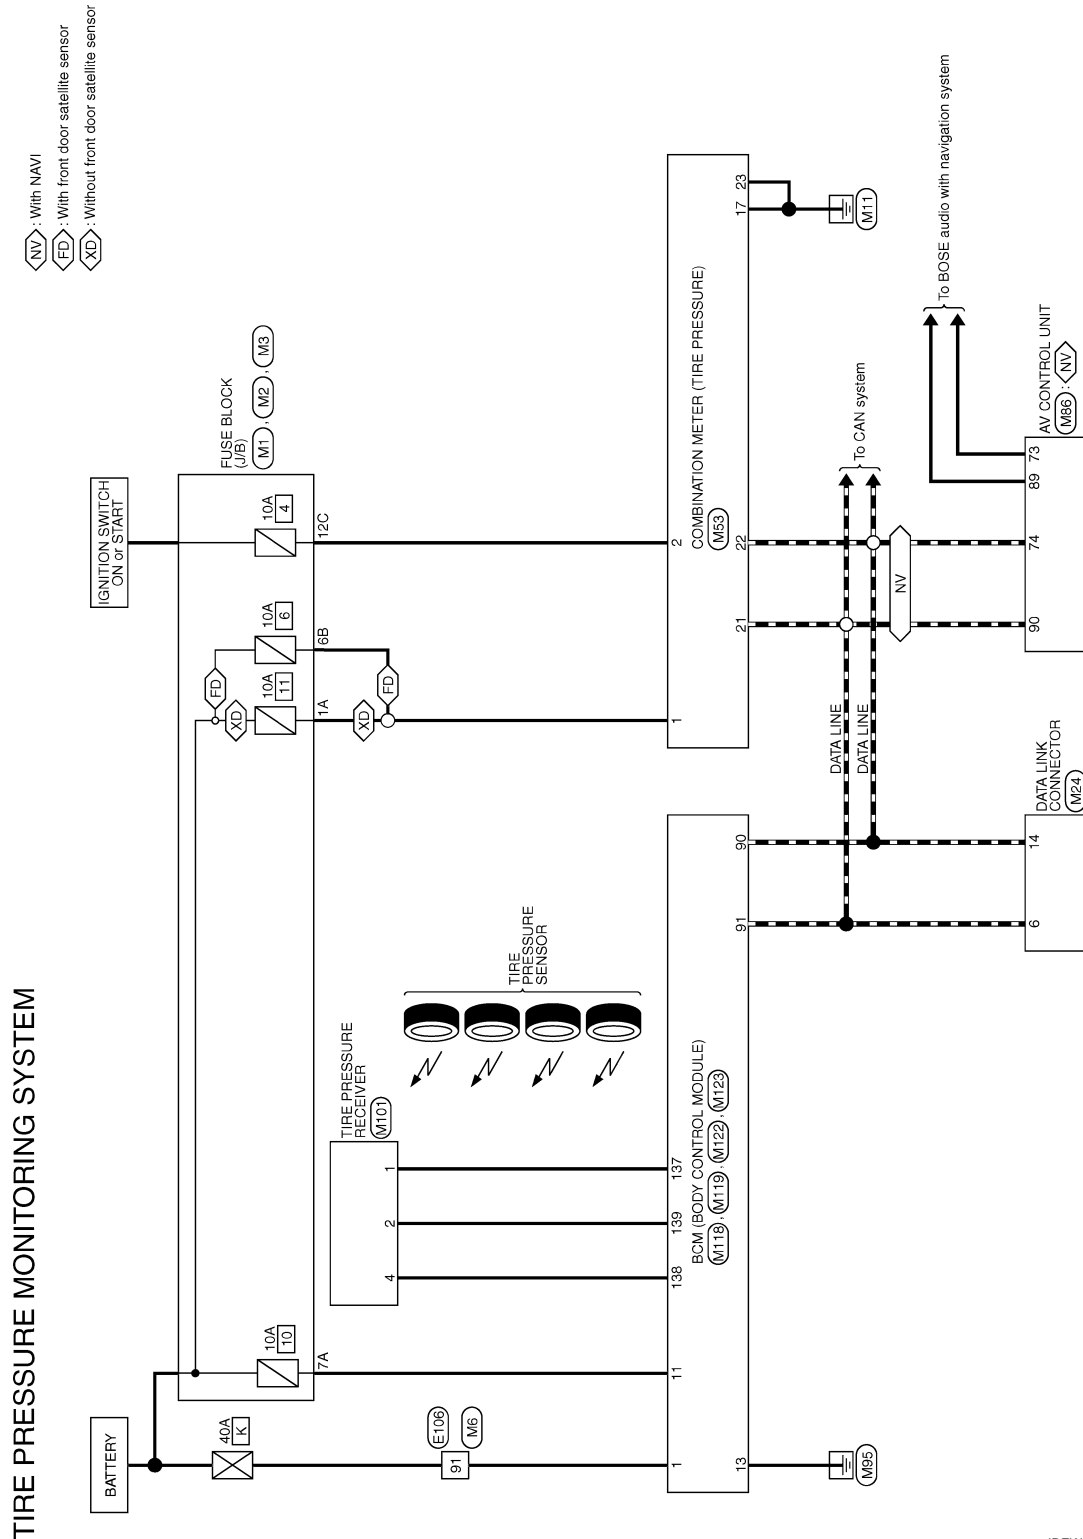 TIRE PRESSURE MONITORING SYSTEM
NV : With NAVI
FD : With front door satellite sensor
XD : Without front door satellite sensor
BATTERY
IGNITION SWITCH
ON or START
FUSE BLOCK
(J/B)
M1 , M2 , M3
40A
K
10A
10
10A
11
10A
6
10A
4
FD
XD
7A
1A
6B
12C
XD
FD
E106
M6
91
TIRE PRESSURE
RECEIVER
M101
4
2
1
TIRE
PRESSURE
SENSOR
1
11
138
139
137
BCM (BODY CONTROL MODULE)
M118 , M119 , M122 , M123
13
91
90
M95
1
2
COMBINATION METER (TIRE PRESSURE)
M53
21
22
17
23
M11
DATA LINE
DATA LINE
To CAN system
NV
To BOSE audio with navigation system
6
14
DATA LINK
CONNECTOR
M24
90
74
89
73
AV CONTROL UNIT
M86 : NV